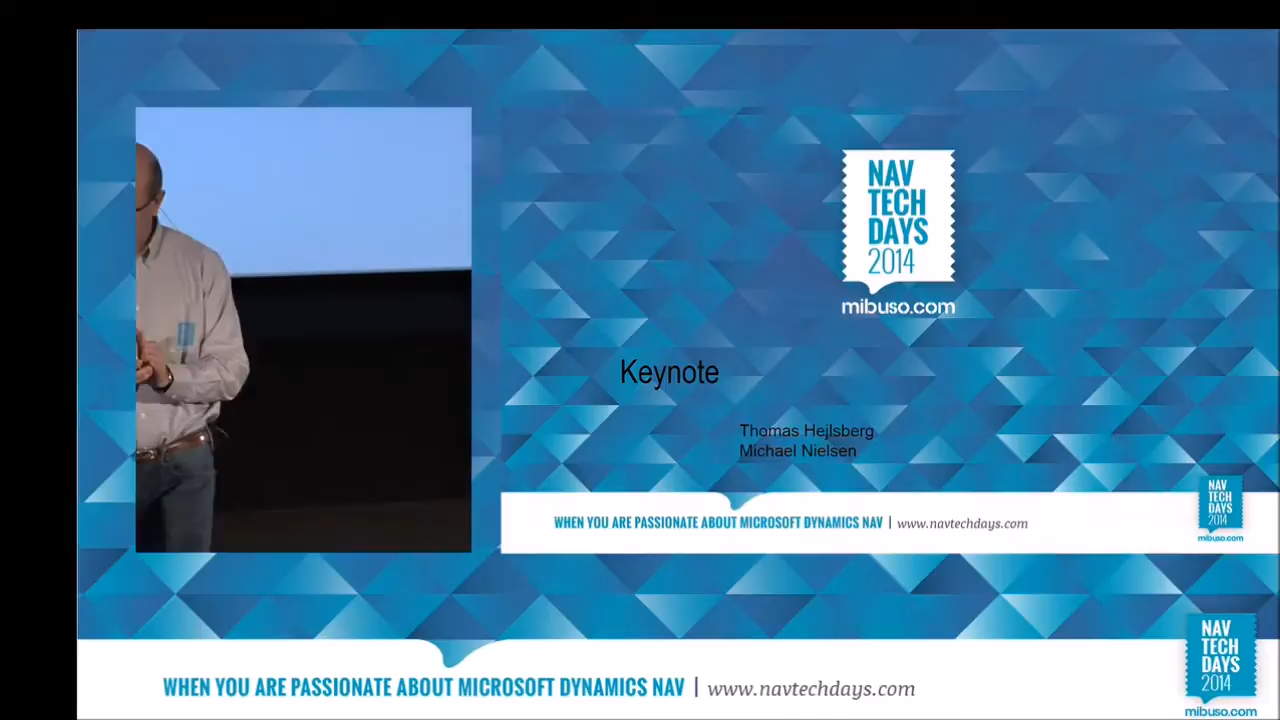 NAV
TECH
DAYS
2014
mibuso.com
Keynote
Thomas Hejlsberg
Michael Nielsen
WHEN YOU ARE PASSIONATE ABOUT MICROSOFT DYNAMICS NAV | www.navtechdays.com
NAV
TECH
DAYS
2014
mibuso.com
WHEN YOU ARE PASSIONATE ABOUT MICROSOFT DYNAMICS NAV | www.navtechdays.com
NAV
TECH
DAYS
2014
mibuso.com